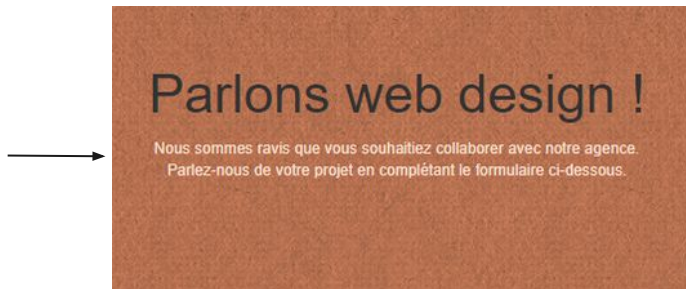 Parlons web design !
Nous sommes ravis que vous souhaitiez collaborer avec notre agence.
Parlez-nous de votre projet en complétant le formulaire ci-dessous.